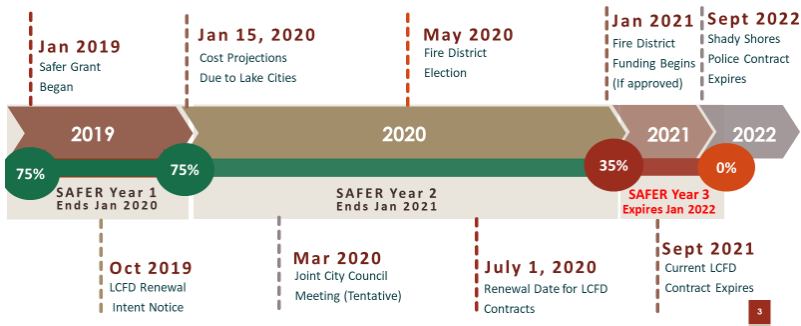 Jan 2019
Safer Grant
Began
Jan 15, 2020
Cost Projections
Due to Lake Cities
May 2020
Fire District
Election
Jan 2021
Fire District
Funding Begins
(If approved)
Sept 2022
Shady Shores
Police Contract
Expires
2019
2020
2021
2022
75%
75%
35%
0%
SAFER Year 1
Ends Jan 2020
SAFER Year 2
Ends Jan 2021
SAFER Year 3
Expires Jan 2022
Oct 2019
LCFD Renewal
Intent Notice
Mar 2020
Joint City Council
Meeting (Tentative)
July 1, 2020
Renewal Date for LCFD
Contracts
Sept 2021
Current LCFD
Contract Expires
3